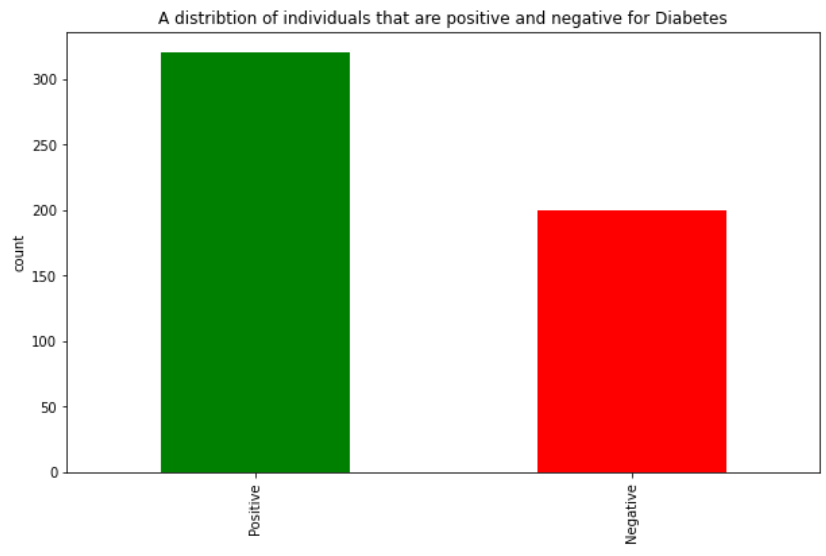 A distribtion of individuals that are positive and negative for Diabetes
300
250
200
150
100
50
0
count
Positive
Negative